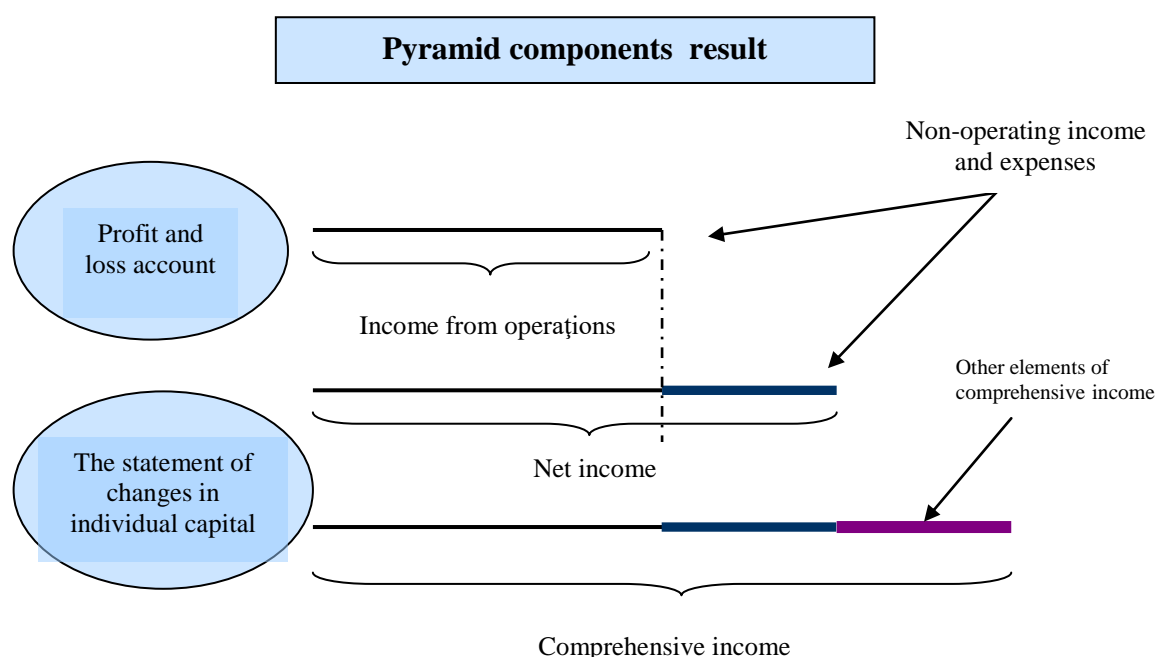 Pyramid components  result
Non-operating income
and expenses
Profit and
loss account
Income from operaţions
Other elements of
comprehensive income
The statement of
changes in
individual capital
Net income
Comprehensive income